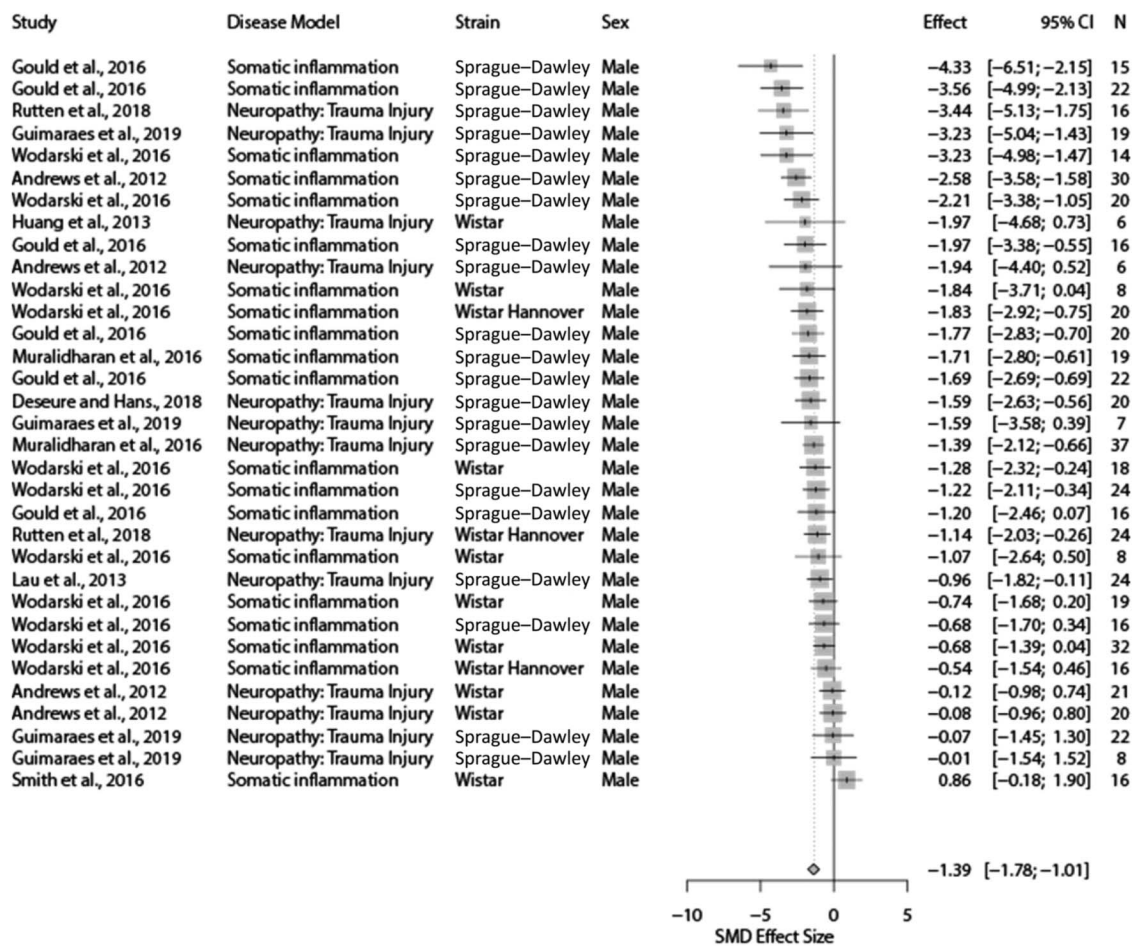 Study Disease Model Strain Sex Effect 95% CI N
Gould et al., 2016 Somatic inflammation Sprague–Dawley Male −4.33 [−6.51; −2.15] 15
Gould et al., 2016 Somatic inflammation Sprague–Dawley Male −3.56 [−4.99; −2.13] 22
Rutten et al., 2018 Neuropathy: Trauma Injury Sprague–Dawley Male −3.44 [−5.13; −1.75] 16
Guimaraes et al., 2019 Neuropathy: Trauma Injury Sprague–Dawley Male −3.23 [−5.04; −1.43] 19
Wodarski et al., 2016 Somatic inflammation Sprague–Dawley Male −3.23 [−4.98; −1.47] 14
Andrews et al., 2012 Somatic inflammation Sprague–Dawley Male −2.58 [−3.58; −1.58] 30
Wodarski et al., 2016 Somatic inflammation Sprague–Dawley Male −2.21 [−3.38; −1.05] 20
Huang et al., 2013 Neuropathy: Trauma Injury Wistar Male −1.97 [−4.68; 0.73] 6
Gould et al., 2016 Somatic inflammation Sprague–Dawley Male −1.97 [−3.38; −0.55] 16
Andrews et al., 2012 Neuropathy: Trauma Injury Sprague–Dawley Male −1.94 [−4.40; 0.52] 6
Wodarski et al., 2016 Somatic inflammation Wistar Male −1.84 [−3.71; 0.04] 8
Wodarski et al., 2016 Somatic inflammation Wistar Hannover Male −1.83 [−2.92; −0.75] 20
Gould et al., 2016 Somatic inflammation Sprague–Dawley Male −1.77 [−2.83; −0.70] 20
Muralidharan et al., 2016 Somatic inflammation Sprague–Dawley Male −1.71 [−2.80; −0.61] 19
Gould et al., 2016 Somatic inflammation Sprague–Dawley Male −1.69 [−2.69; −0.69] 22
Deseure and Hans., 2018 Neuropathy: Trauma Injury Sprague–Dawley Male −1.59 [−2.63; −0.56] 20
Guimaraes et al., 2019 Neuropathy: Trauma Injury Sprague–Dawley Male −1.59 [−3.58; 0.39] 7
Muralidharan et al., 2016 Neuropathy: Trauma Injury Sprague–Dawley Male −1.39 [−2.12; −0.66] 37
Wodarski et al., 2016 Somatic inflammation Wistar Male −1.28 [−2.32; −0.24] 18
Wodarski et al., 2016 Somatic inflammation Sprague–Dawley Male −1.22 [−2.11; −0.34] 24
Gould et al., 2016 Somatic inflammation Sprague–Dawley Male −1.20 [−2.46; 0.07] 16
Rutten et al., 2018 Neuropathy: Trauma Injury Wistar Hannover Male −1.14 [−2.03; −0.26] 24
Wodarski et al., 2016 Somatic inflammation Wistar Male −1.07 [−2.64; 0.50] 8
Lau et al., 2013 Neuropathy: Trauma Injury Sprague–Dawley Male −0.96 [−1.82; −0.11] 24
Wodarski et al., 2016 Somatic inflammation Wistar Male −0.74 [−1.68; 0.20] 19
Wodarski et al., 2016 Somatic inflammation Sprague–Dawley Male −0.68 [−1.70; 0.34] 16
Wodarski et al., 2016 Somatic inflammation Wistar Male −0.68 [−1.39; 0.04] 32
Wodarski et al., 2016 Somatic inflammation Wistar Hannover Male −0.54 [−1.54; 0.46] 16
Andrews et al., 2012 Neuropathy: Trauma Injury Wistar Male −0.12 [−0.98; 0.74] 21
Andrews et al., 2012 Neuropathy: Trauma Injury Wistar Male −0.08 [−0.96; 0.80] 20
Guimaraes et al., 2019 Neuropathy: Trauma Injury Sprague–Dawley Male −0.07 [−1.45; 1.30] 22
Guimaraes et al., 2019 Neuropathy: Trauma Injury Sprague–Dawley Male −0.01 [−1.54; 1.52] 8
Smith et al., 2016 Somatic inflammation Wistar Male 0.86 [−0.18; 1.90] 16
−1.39 [−1.78; −1.01]
−10 −5 0 5
SMD Effect Size